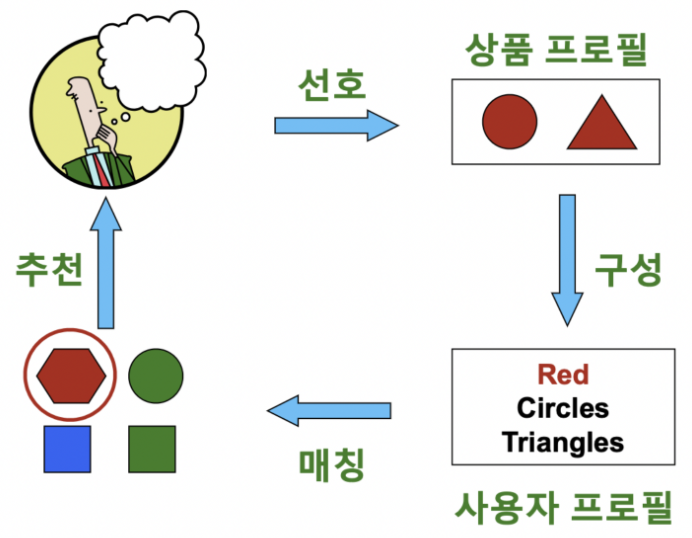 상품 프로필
선호
추천
구성
Red
Circles
Triangles
매칭
사용자 프로필